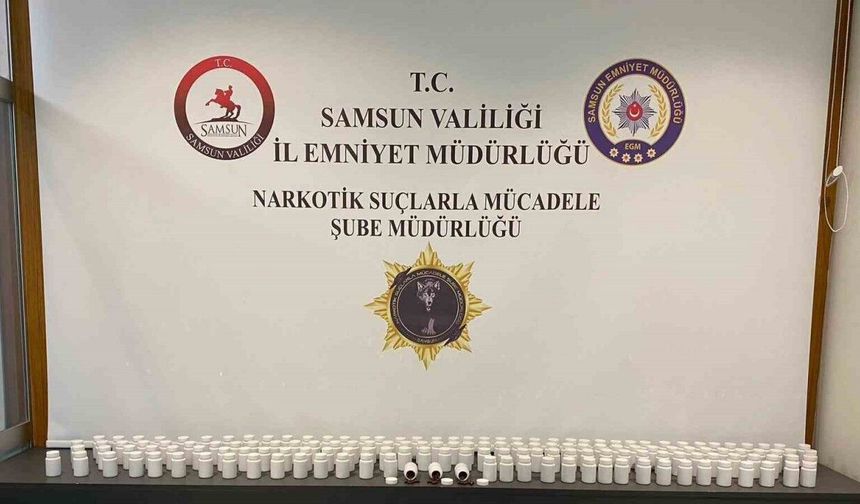 T.C.
SAMSUN VALİLİĞİ
İL EMNİYET MÜDÜRLÜĞÜ
NARKOTİK SUÇLARLA MÜCADELE
ŞUBE MÜDÜRLÜĞÜ
T.C.
SAMSUN
SAMSUN VALİLİĞİ
SAMSUN EMNİYET MÜDÜRLÜĞÜ
EGM